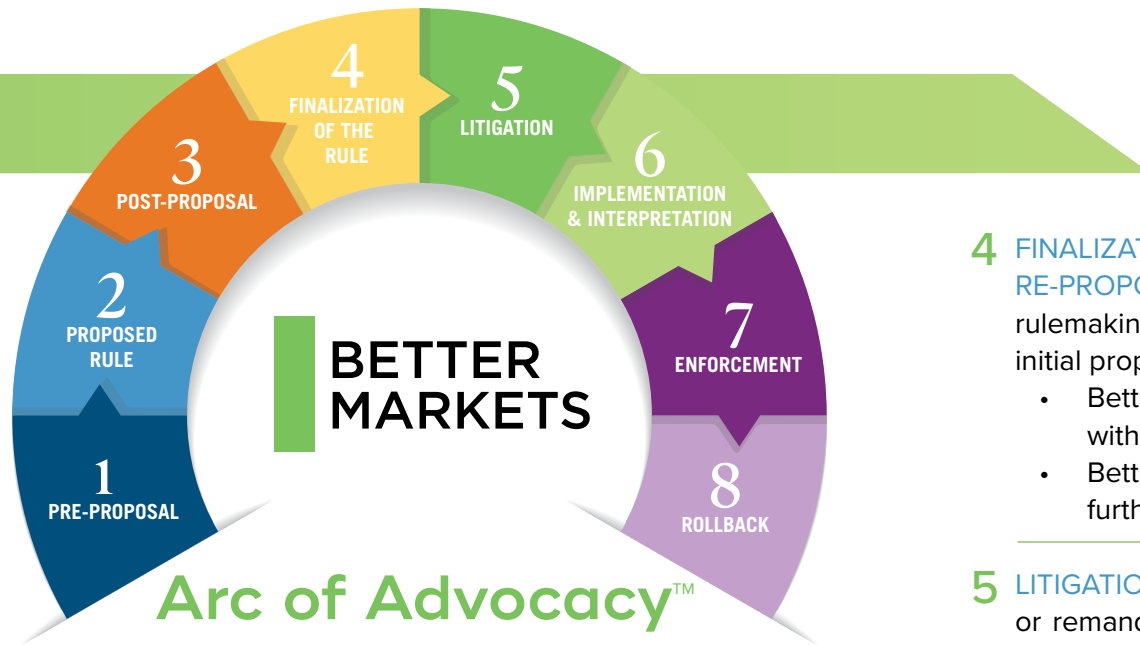 1
PRE-PROPOSAL
2
PROPOSED
RULE
3
POST-PROPOSAL
4
FINALIZATION
OF THE
RULE
5
LITIGATION
6
IMPLEMENTATION
& INTERPRETATION
7
ENFORCEMENT
8
ROLLBACK
BETTER
MARKETS
Arc of Advocacy™
4
RE-PROPO
initial prop
• Bett
with
• Bett
furth
5
or remand